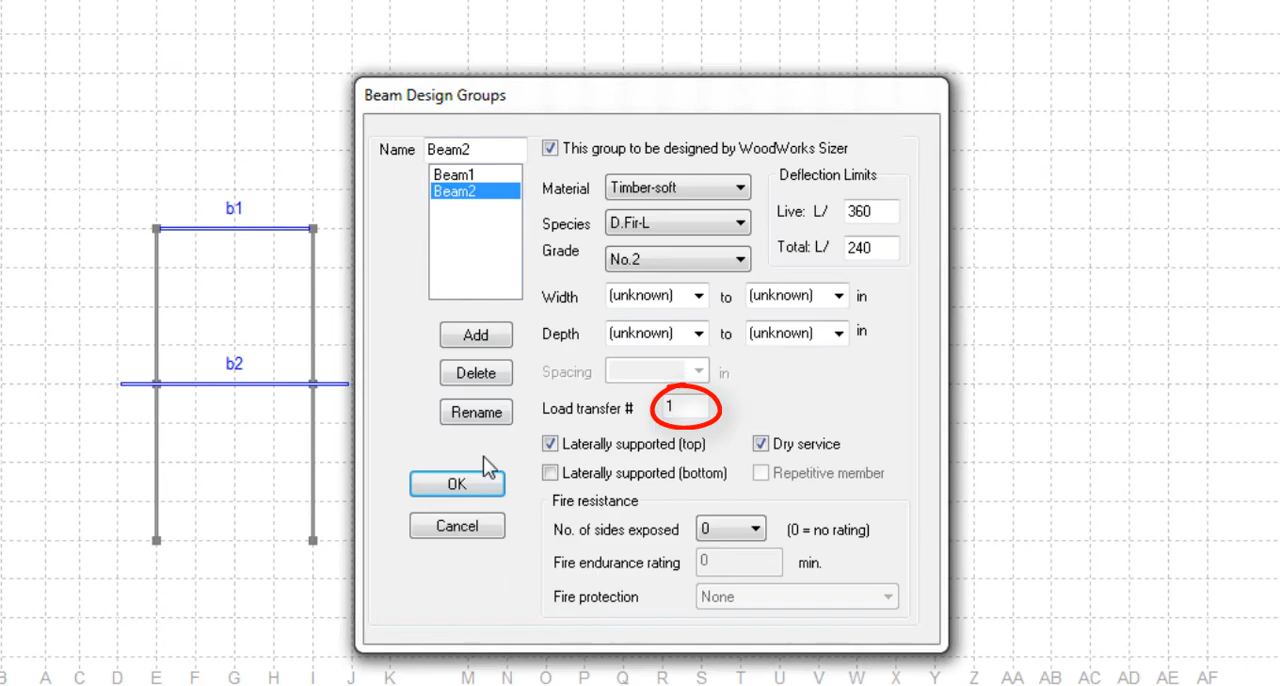 Beam Design Groups
Name Beam2
Beam1
Beam2
Add
Delete
Rename
OK
Cancel
This group to be designed by WoodWorks Sizer
Material Timber-soft
Species D.Fir-L
Grade No.2
Deflection Limits
Live: L/ 360
Total: L/ 240
Width (unknown) to (unknown) in
Depth (unknown) to (unknown) in
Spacing in
Load transfer # 1
Laterally supported (top) Dry service
Laterally supported (bottom) Repetitive member
Fire resistance
No. of sides exposed 0 (0 = no rating)
Fire endurance rating 0 min.
Fire protection None
b1
b2
B A C D E F G H I J K L M N O P Q R S T U V W X Y Z AA AB AC AD AE AF